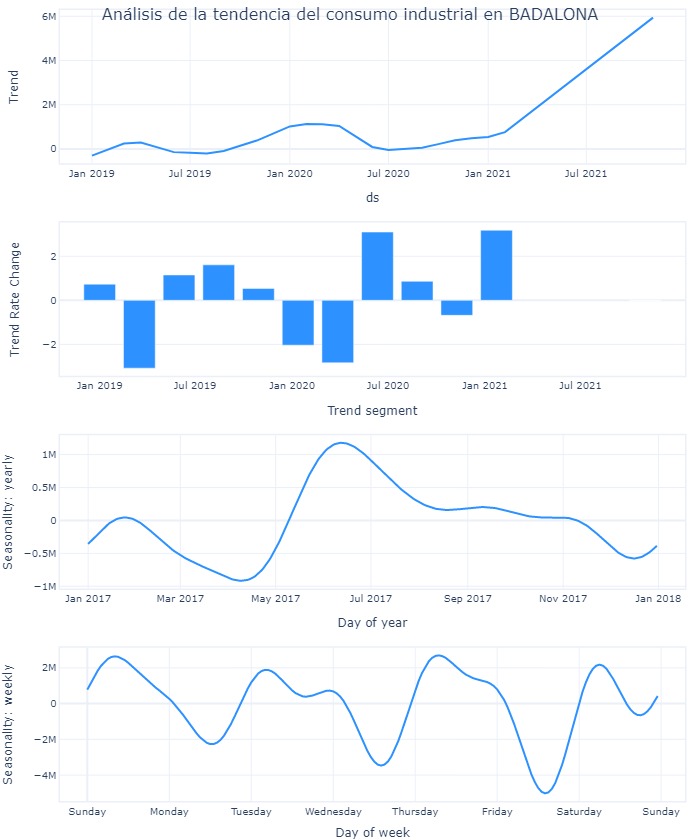 Análisis de la tendencia del consumo industrial en BADALONA
6M
4M
2M
0
Trend
Jan 2019 Jul 2019 Jan 2020 Jul 2020 Jan 2021 Jul 2021
ds
2
0
−2
Trend Rate Change
Jan 2019 Jul 2019 Jan 2020 Jul 2020 Jan 2021 Jul 2021
Trend segment
1M
0.5M
0
−0.5M
−1M
Seasonality: yearly
Jan 2017 Mar 2017 May 2017 Jul 2017 Sep 2017 Nov 2017 Jan 2018
Day of year
2M
0
−2M
−4M
Seasonality: weekly
Sunday Monday Tuesday Wednesday Thursday Friday Saturday Sunday
Day of week